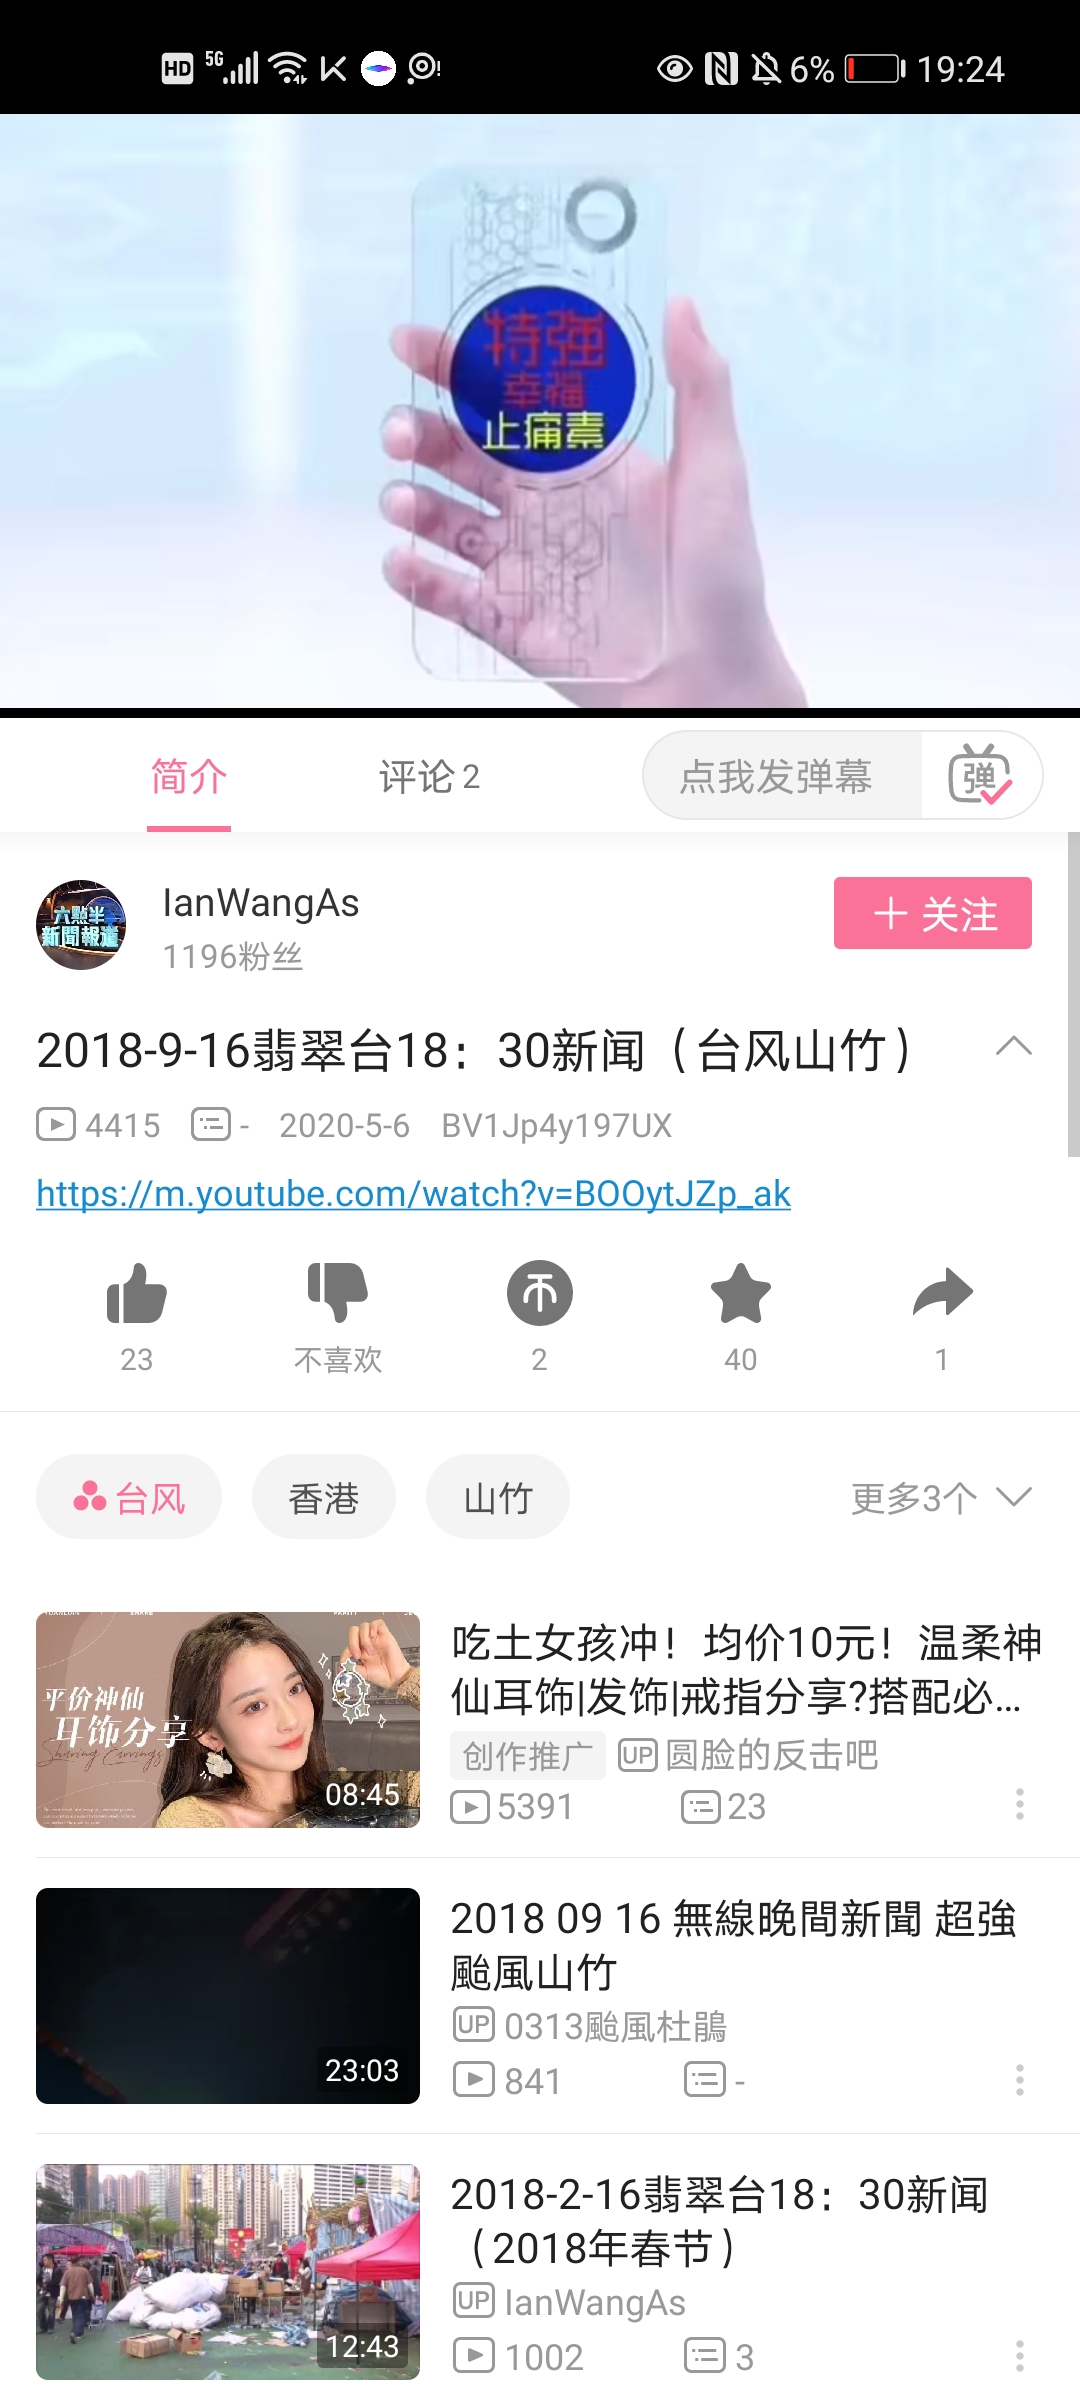 HD 5G 6% 19:24
特強
幸福
止痛素
简介 评论 2 点我发弹幕 弹
六點半
新聞報道
IanWangAs
1196粉丝
关注
2018-9-16翡翠台18：30新闻（台风山竹）
4415 - 2020-5-6 BV1Jp4y197UX
https://m.youtube.com/watch?v=BOOytJZp_ak
23 不喜欢 2 40 1
台风 香港 山竹 更多3个
平价神仙
耳饰分享
Sharing Earrings
08:45
吃土女孩冲！均价10元！温柔神
仙耳饰|发饰|戒指分享?搭配必...
创作推广 UP 圆脸的反击吧
5391 23
23:03
2018 09 16 無線晚間新聞 超強
颱風山竹
UP 0313颱風杜鵑
841 -
12:43
2018-2-16翡翠台18：30新闻
（2018年春节）
UP IanWangAs
1002 3